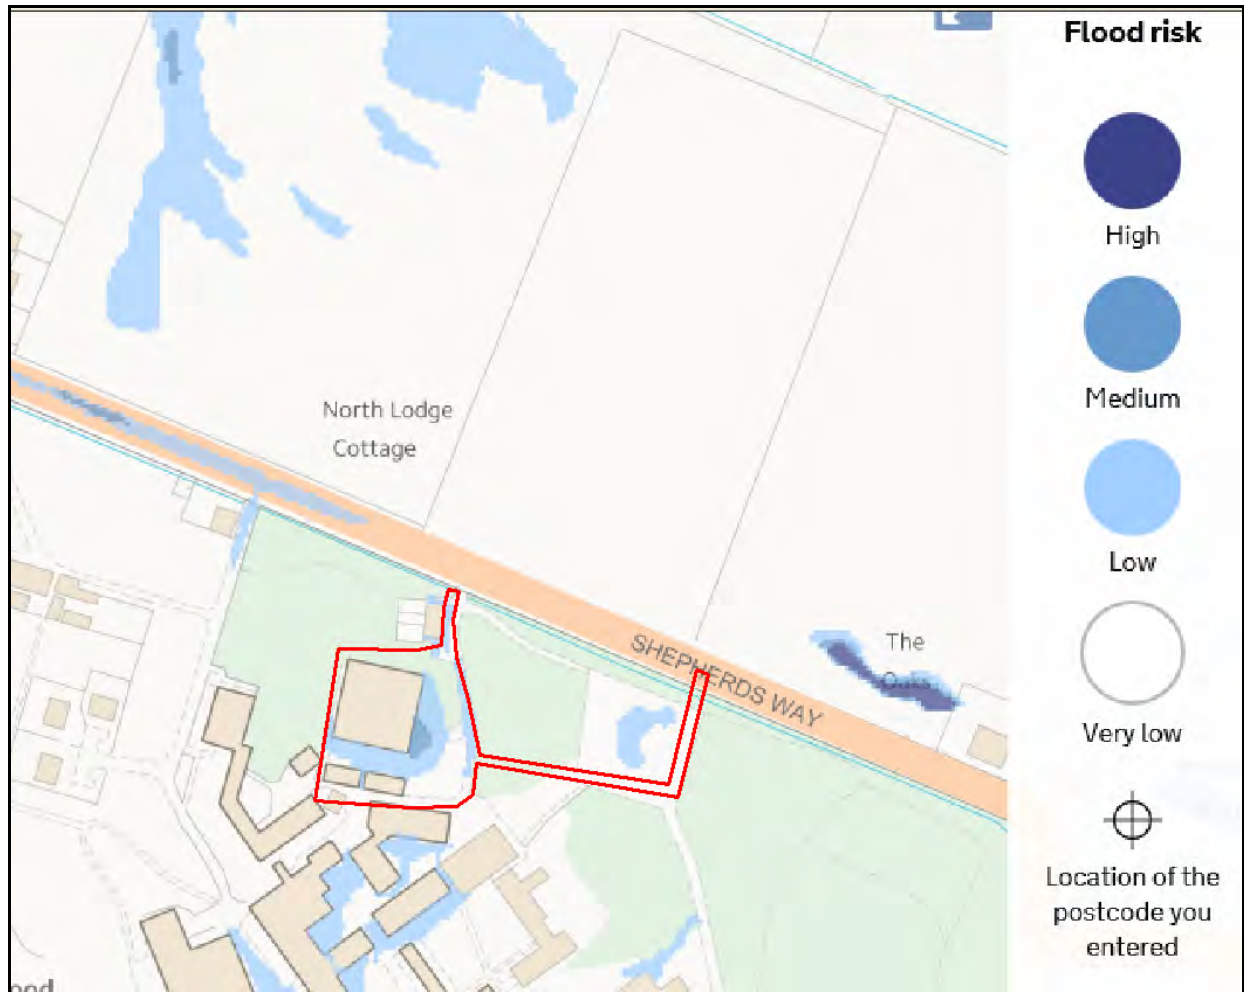 Flood risk
High
Medium
Low
Very low
Location of the
postcode you
entered
North Lodge
Cottage
SHEPHERDS WAY
The
Oaks